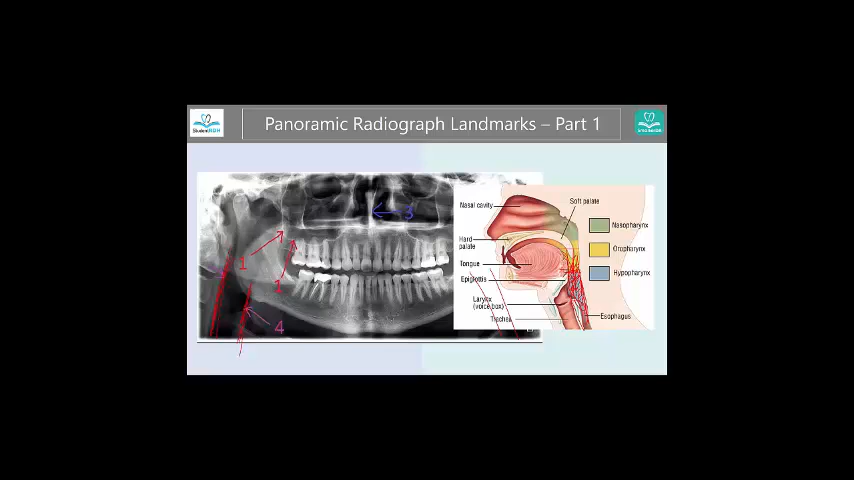 StudentRDH
Panoramic Radiograph Landmarks – Part 1
3
1
1
4
Nasal cavity
Soft palate
Nasopharynx
Hard
palate
Oropharynx
Tongue
Epiglottis
Hypopharynx
Larynx
(voice box)
Trachea
Esophagus